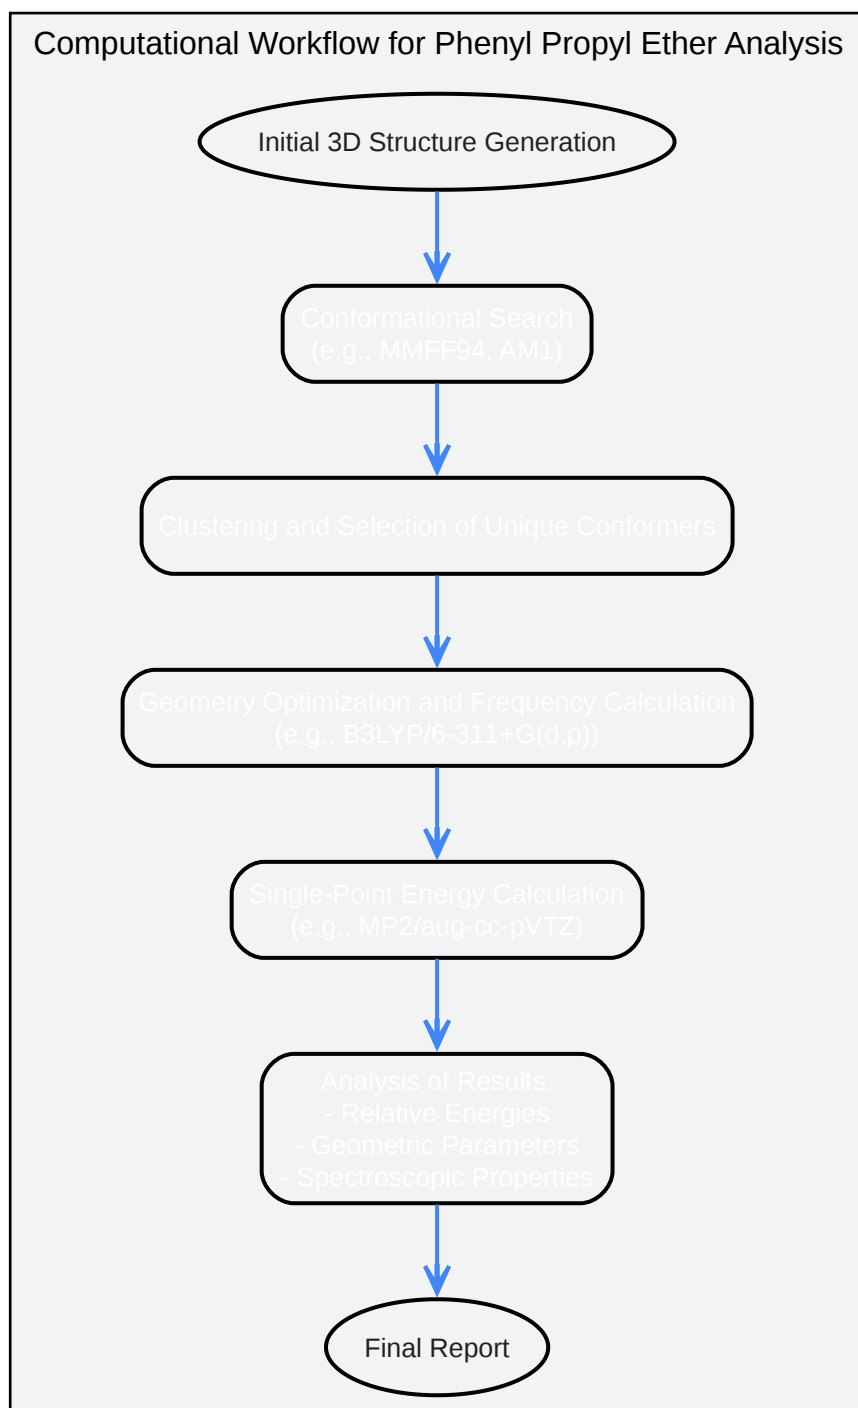 Computational Workflow for Phenyl Propyl Ether Analysis
Initial 3D Structure Generation
Conformational Search
(e.g., MMFF94, AM1)
Clustering and Selection of Unique Conformers
Geometry Optimization and Frequency Calculation
(e.g., B3LYP/6-311+G(d,p))
Single-Point Energy Calculation
(e.g., MP2/aug-cc-pVTZ)
Analysis of Results:
- Relative Energies
- Geometric Parameters
- Spectroscopic Properties
Final Report